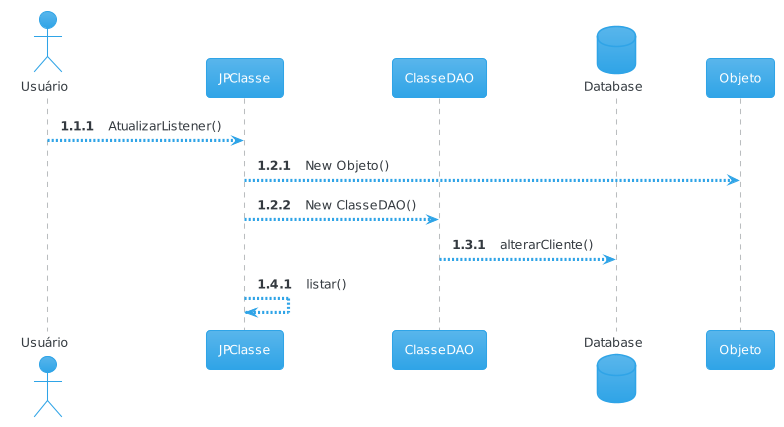 Usuário
JPClasse
ClasseDAO
Database
Objeto
1.1.1 AtutlizarListener()
1.2.1 New Objeto()
1.2.2 New ClasseDAO()
1.3.1 alterarCliente()
1.4.1 listar()
Usuário
JPClasse
ClasseDAO
Database
Objeto